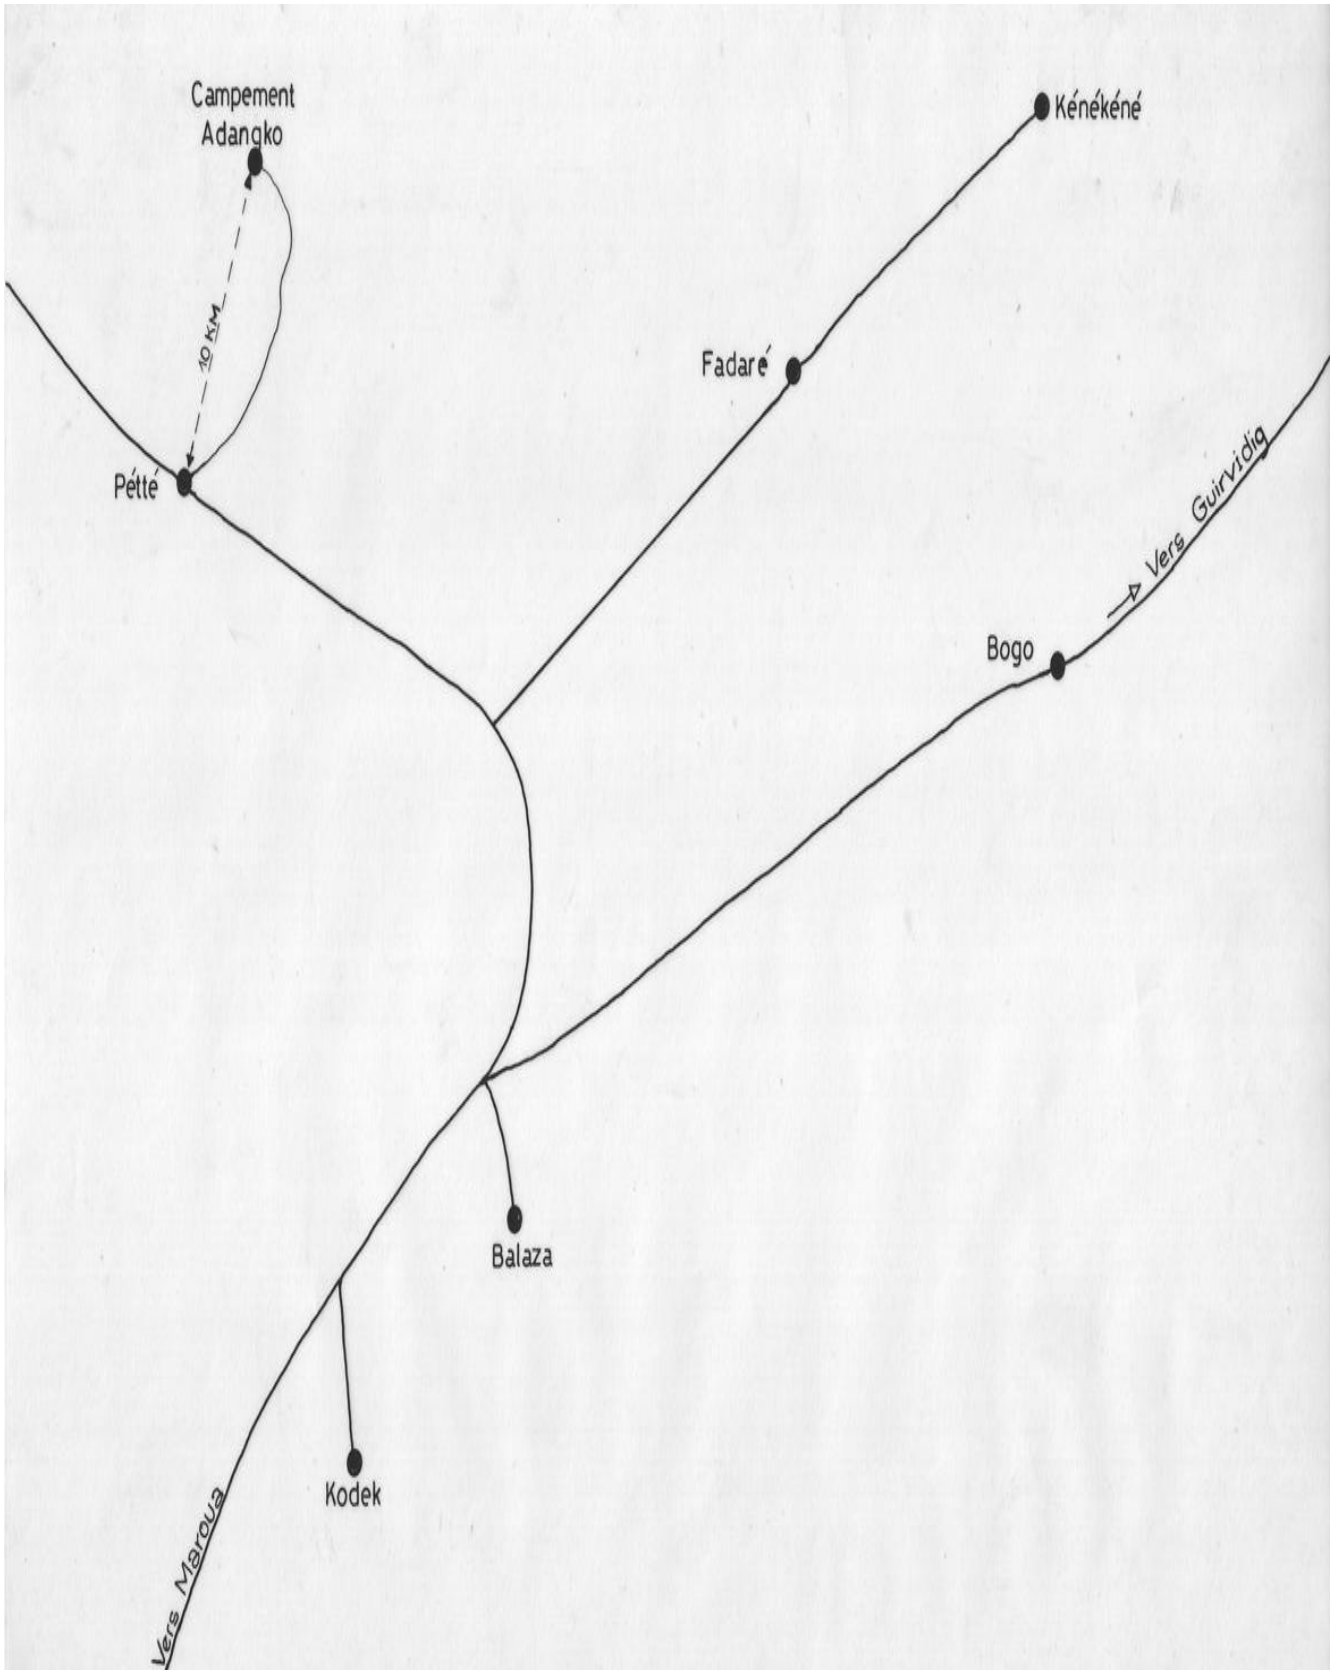 Campement
Adangko
Kénékéné
10 KM
Fadaré
Pétté
Vers Guirvidig
Bogo
Balaza
Kodek
Vers Maroua